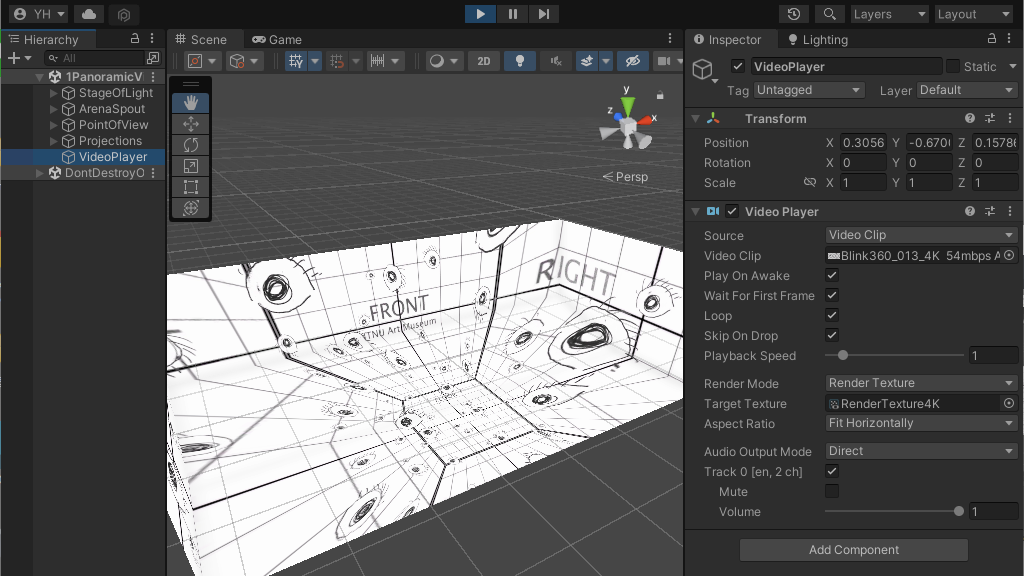 YH
Layers
Layout
Hierarchy
Scene
Game
Inspector
Lighting
All
2D
1PanoramicV
StageOfLight
ArenaSpout
PointOfView
Projections
VideoPlayer
DontDestroyO
y
z
x
Persp
FRONT
TNU Art Museum
RIGHT
VideoPlayer
Static
Tag Untagged
Layer Default
Transform
Position X 0.3056 Y -0.670 Z 0.15786
Rotation X 0 Y 0 Z 0
Scale X 1 Y 1 Z 1
Video Player
Source Video Clip
Video Clip Blink360_013_4K 54mbps A
Play On Awake
Wait For First Frame
Loop
Skip On Drop
Playback Speed 1
Render Mode Render Texture
Target Texture RenderTexture4K
Aspect Ratio Fit Horizontally
Audio Output Mode Direct
Track 0 [en, 2 ch]
Mute
Volume 1
Add Component